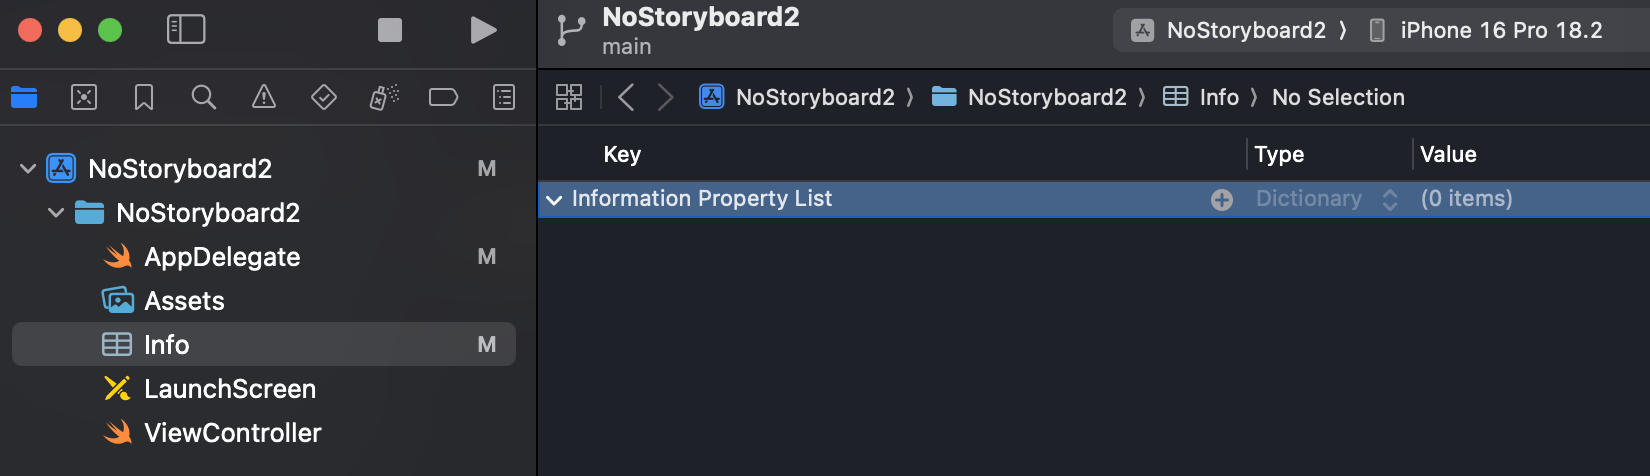 NoStoryboard2
main
NoStoryboard2 ⟩ iPhone 16 Pro 18.2
NoStoryboard2 ⟩ NoStoryboard2 ⟩ Info ⟩ No Selection
NoStoryboard2 M
NoStoryboard2
AppDelegate M
Assets
Info M
LaunchScreen
ViewController
Key Type Value
Information Property List Dictionary (0 items)